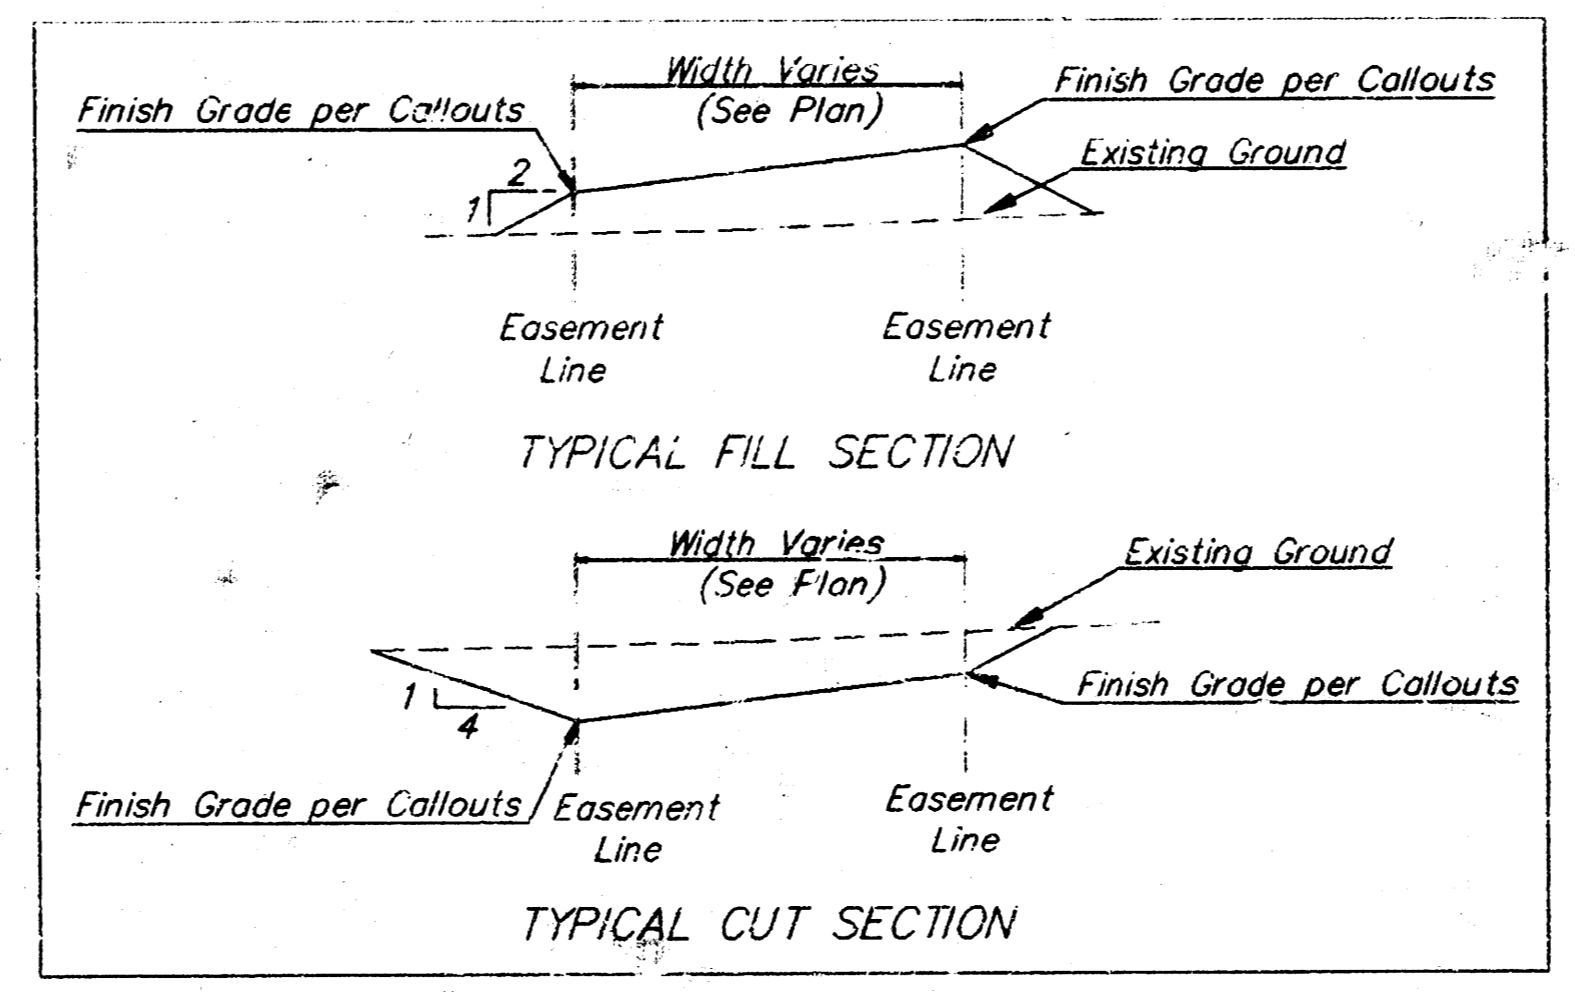 Width Varies
(See Plan)
Finish Grade per Callouts
Finish Grade per Callouts
Existing Ground
2
1
Easement
Line
Easement
Line
TYPICAL FILL SECTION
Width Varies
(See Plan)
Existing Ground
1
4
Finish Grade per Callouts
Finish Grade per Callouts
Easement
Line
Easement
Line
TYPICAL CUT SECTION